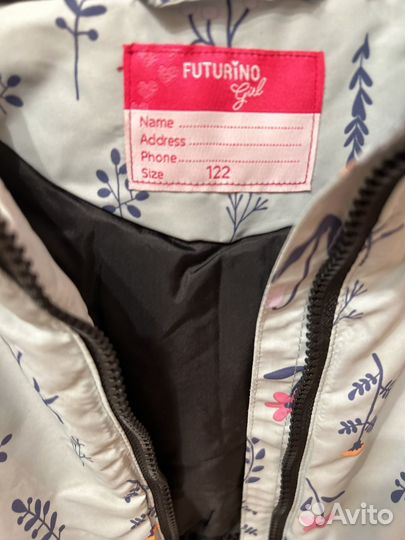 FUTURiNO
Girl
Name
Address
Phone
Size 122
Avito